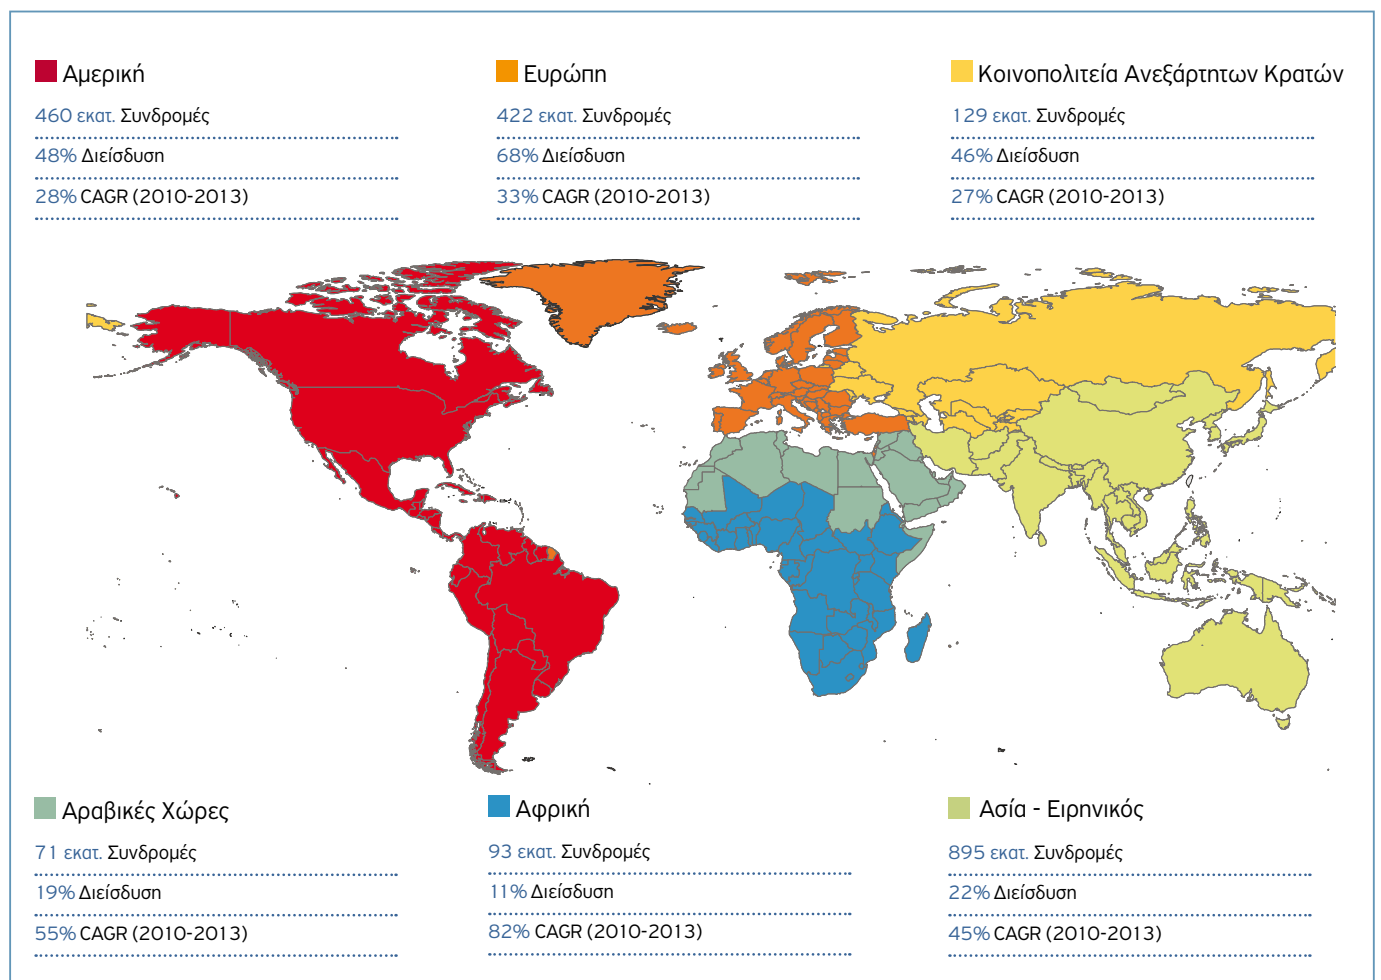 Αμερική
460 εκατ. Συνδρομές
48% Διείσδυση
28% CAGR (2010-2013)
Ευρώπη
422 εκατ. Συνδρομές
68% Διείσδυση
33% CAGR (2010-2013)
Κοινοπολιτεία Ανεξάρτητων Κρατών
129 εκατ. Συνδρομές
46% Διείσδυση
27% CAGR (2010-2013)
Αραβικές Χώρες
71 εκατ. Συνδρομές
19% Διείσδυση
55% CAGR (2010-2013)
Αφρική
93 εκατ. Συνδρομές
11% Διείσδυση
82% CAGR (2010-2013)
Ασία - Ειρηνικός
895 εκατ. Συνδρομές
22% Διείσδυση
45% CAGR (2010-2013)